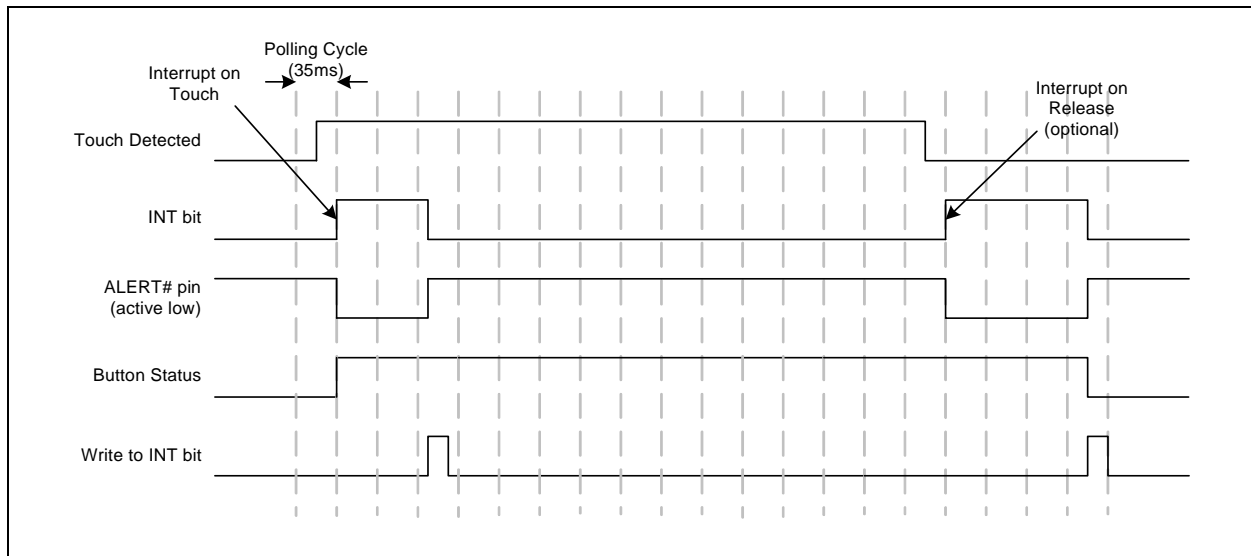 Polling Cycle
(35ms)
Interrupt on
Touch
Interrupt on
Release
(optional)
Touch Detected
INT bit
ALERT# pin
(active low)
Button Status
Write to INT bit